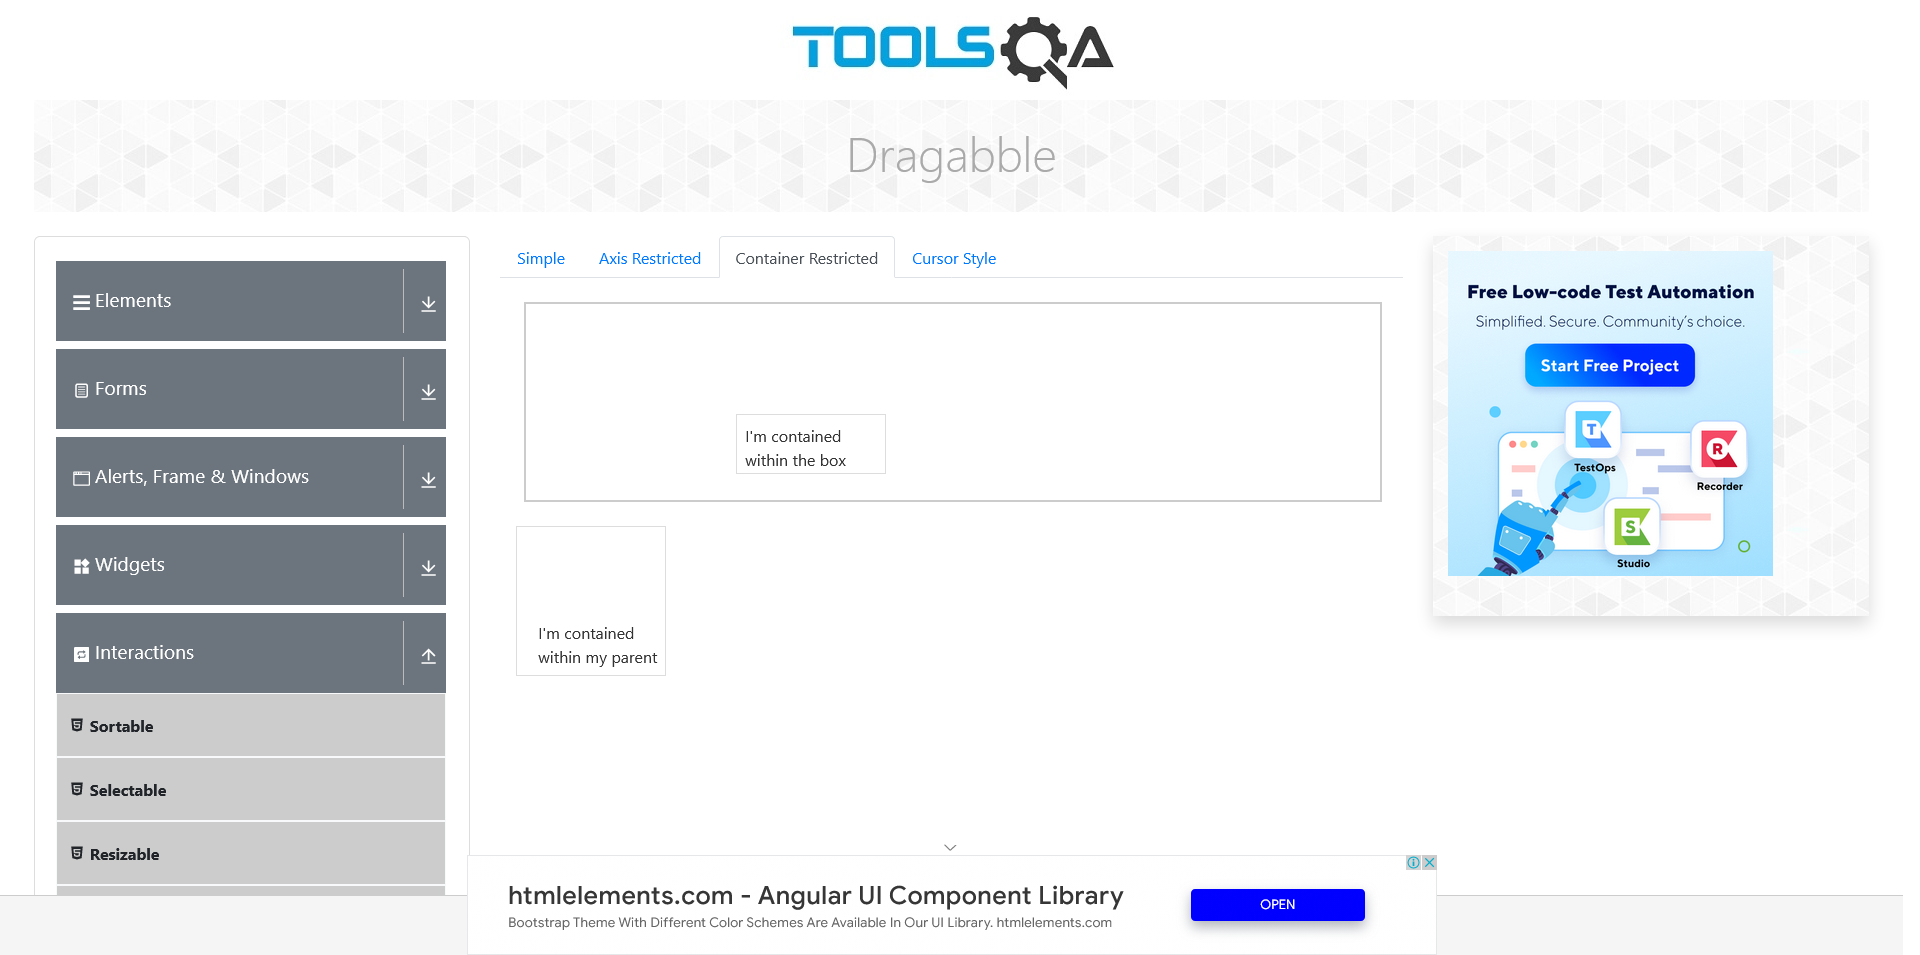 TOOLSQA
Dragabble
Elements
Forms
Alerts, Frame & Windows
Widgets
Interactions
Sortable
Selectable
Resizable
Simple
Axis Restricted
Container Restricted
Cursor Style
I'm contained
within the box
I'm contained
within my parent
Free Low-code Test Automation
Simplified. Secure. Community's choice.
Start Free Project
T
TestOps
R
Recorder
S
Studio
htmlelements.com - Angular UI Component Library
Bootstrap Theme With Different Color Schemes Are Available In Our UI Library. htmlelements.com
OPEN